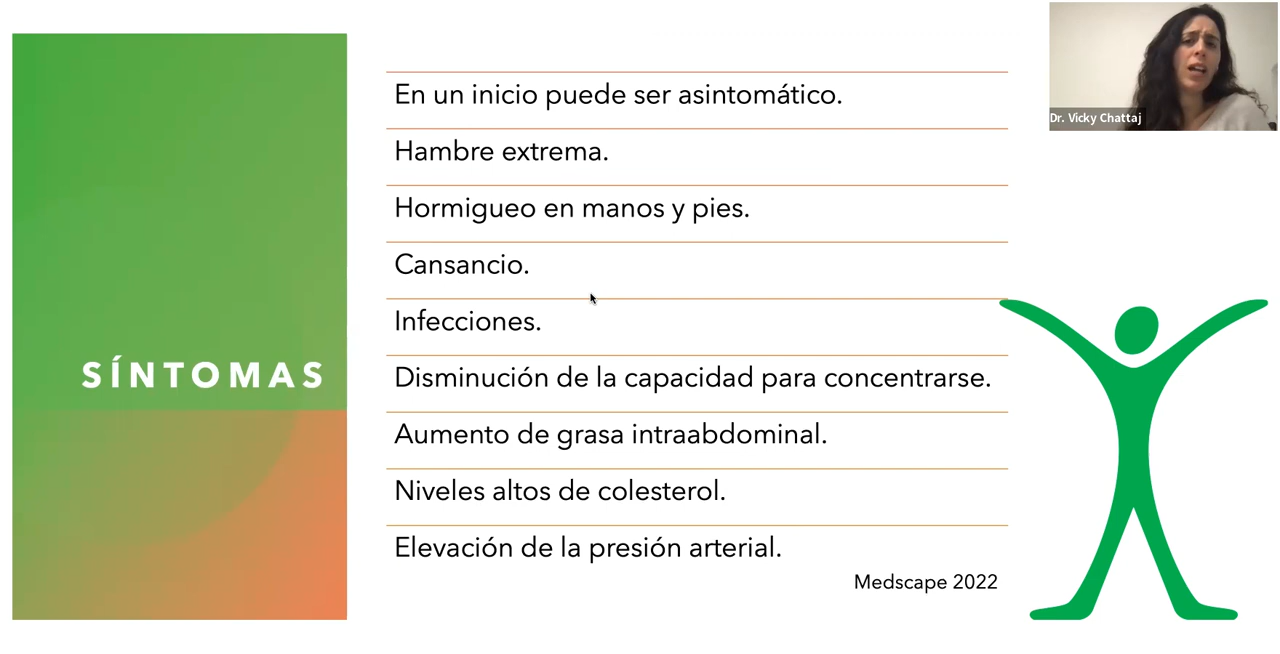 En un inicio puede ser asintomático.
Hambre extrema.
Hormigueo en manos y pies.
Cansancio.
Infecciones.
SÍNTOMAS
Disminución de la capacidad para concentrarse.
Aumento de grasa intraabdominal.
Niveles altos de colesterol.
Elevación de la presión arterial.
Medscape 2022
Dr. Vicky Chattaj